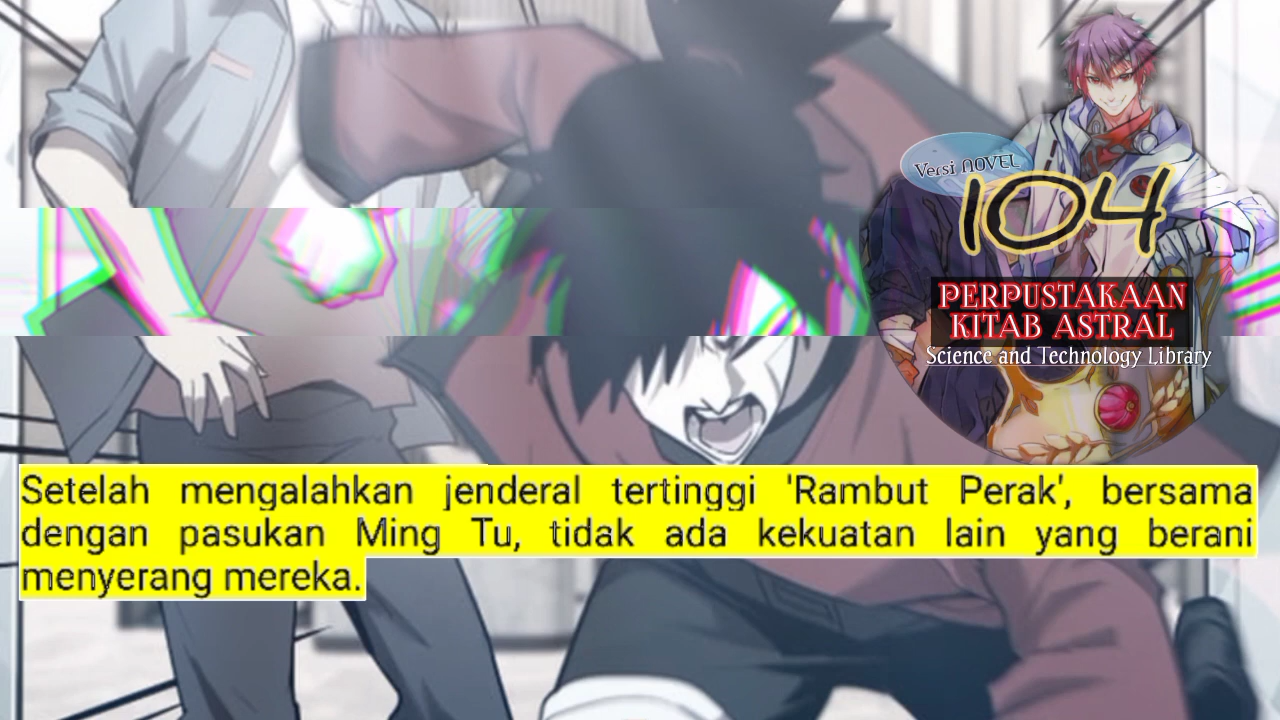 Versi NOVEL
104
PERPUSTAKAAN
KITAB ASTRAL
Science and Technology Library
Setelah mengalahkan jenderal tertinggi 'Rambut Perak', bersama
dengan pasukan Ming Tu, tidak ada kekuatan lain yang berani
menyerang mereka.